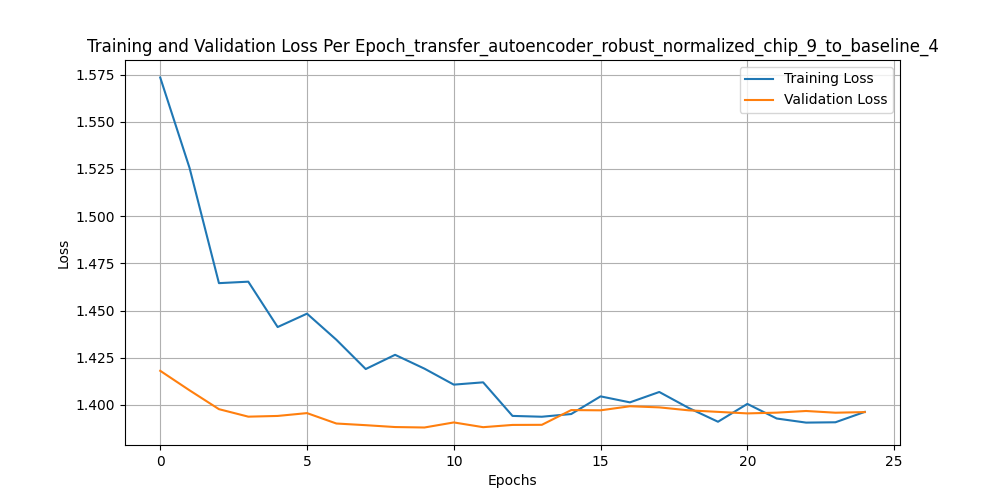 Training and Validation Loss Per Epoch_transfer_autoencoder_robust_normalized_chip_9_to_baseline_4
Training Loss
Validation Loss
1.575
1.550
1.525
1.500
1.475
1.450
1.425
1.400
Loss
0 5 10 15 20 25
Epochs